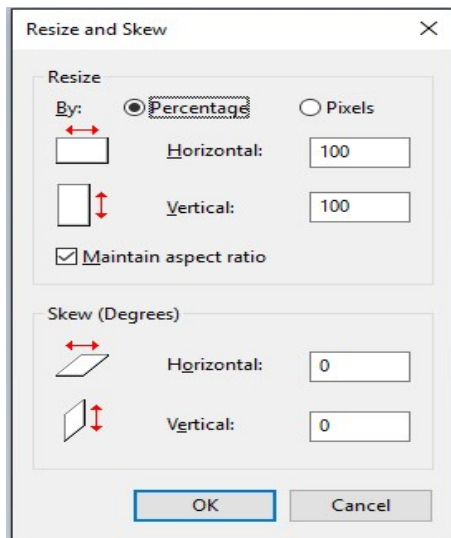 Resize and Skew
Resize
By: Percentage Pixels
Horizontal: 100
Vertical: 100
Maintain aspect ratio
Skew (Degrees)
Horizontal: 0
Vertical: 0
OK Cancel